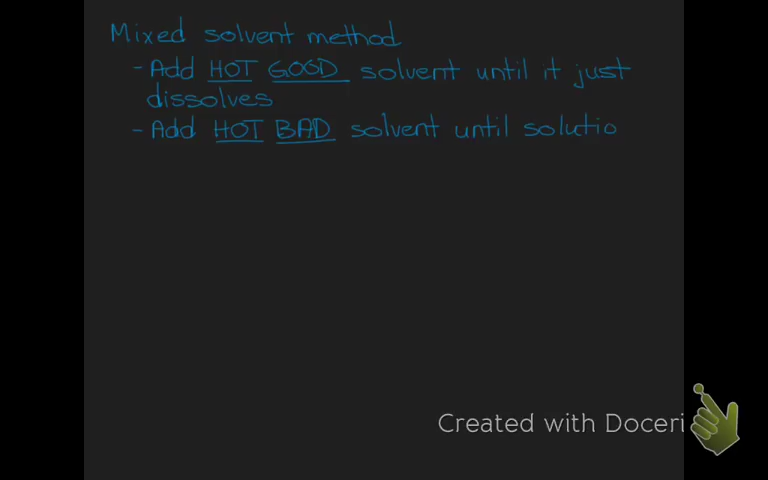 Mixed solvent method
- Add HOT GOOD solvent until it just
dissolves
- Add HOT BAD solvent until solutio
Created with Doceri